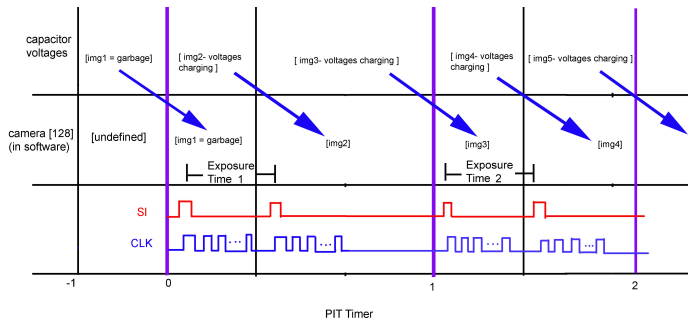 capacitor
voltages
[img1 = garbage]
[ img2- voltages
charging ]
[ img3- voltages charging ]
[ img4- voltages
charging ]
[ img5- voltages charging ]
camera [128]
(in software)
[undefined]
[img1 = garbage]
[img2]
[img3]
[img4]
Exposure
Time 1
Exposure
Time 2
SI
CLK
...
...
...
...
-1
0
1
2
PIT Timer